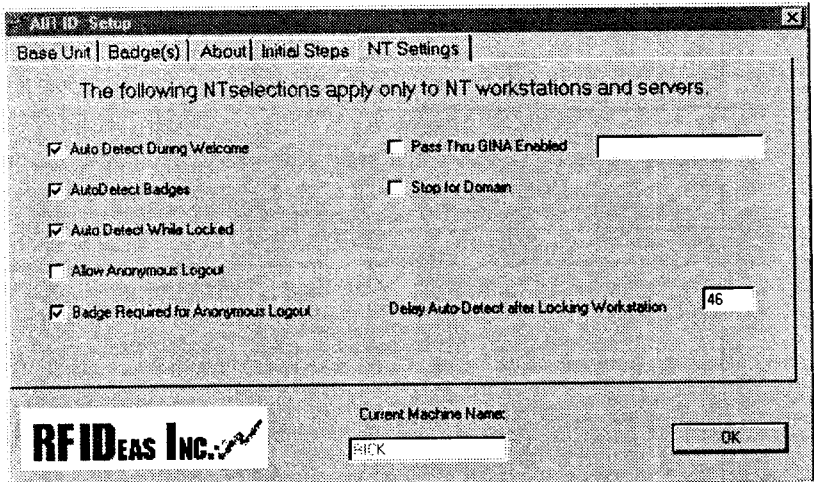 AIR ID Setup
Base Unit Badge(s) About Initial Steps NT Settings
The following NTselections apply only to NT workstations and servers.
Auto Detect During Welcome
Pass Thru GINA Enabled
AutoDetect Badges
Stop for Domain
Auto Detect While Locked
Allow Anonymous Logout
Badge Required for Anonymous Logout
Delay Auto-Detect after Locking Workstation
46
RF IDEAS INC.
Current Machine Name:
RICK
OK